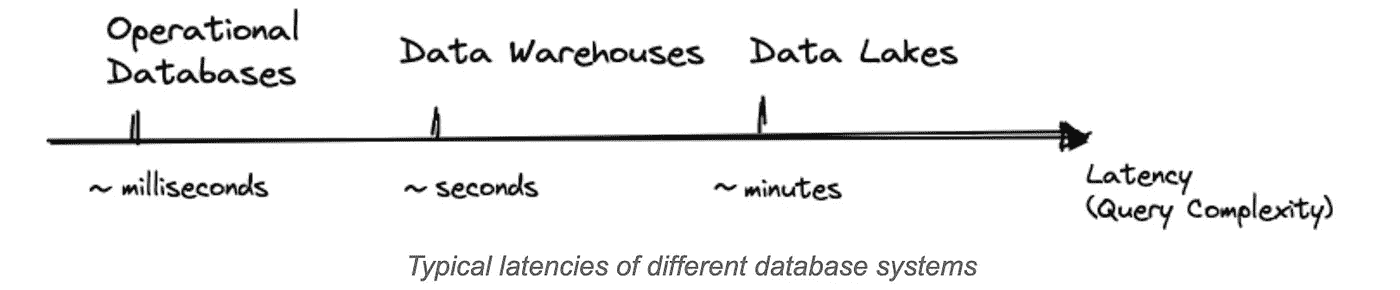 Operational
Databases
Data Warehouses
Data Lakes
~ milliseconds
~ seconds
~ minutes
Latency
(Query Complexity)
Typical latencies of different database systems